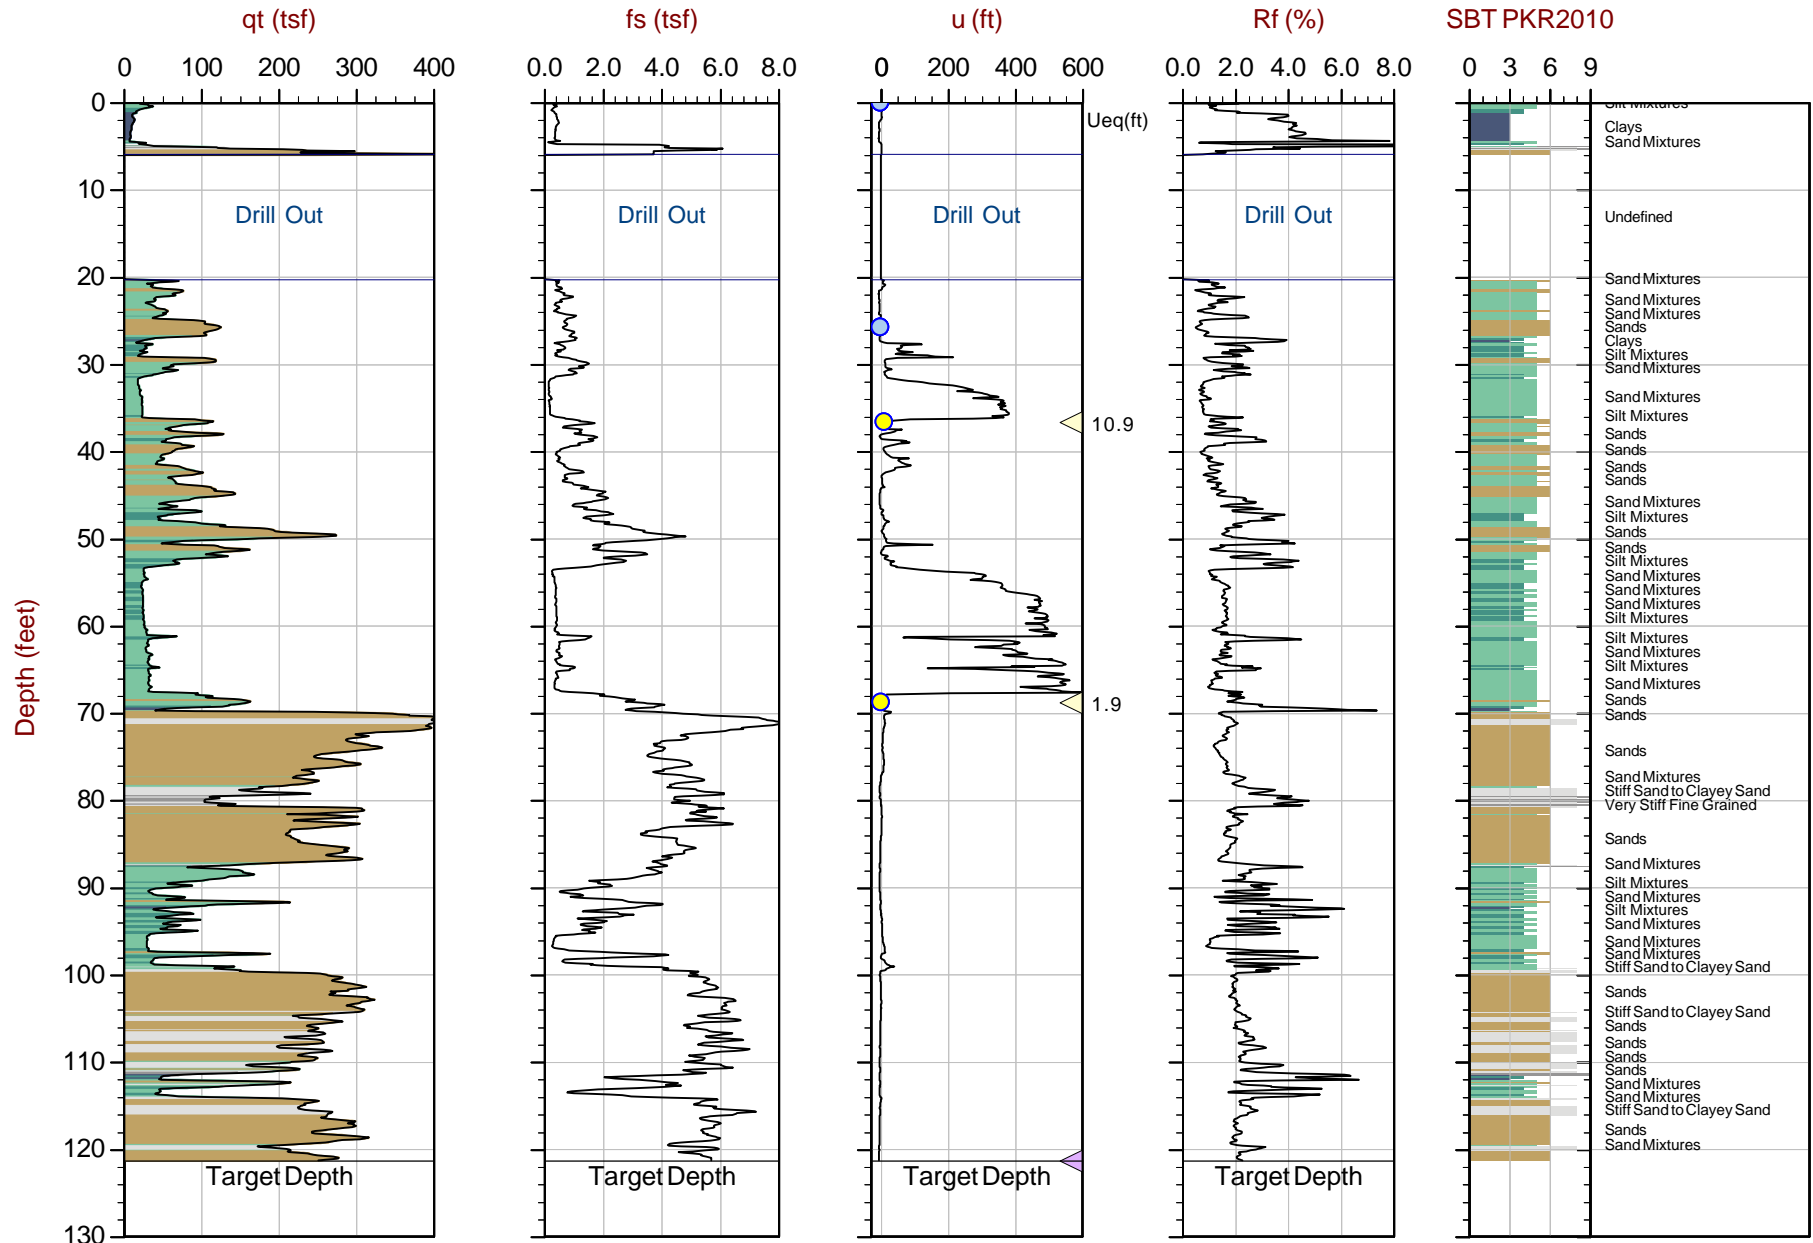 qt (tsf) fs (tsf) u (ft) Rf (%) SBT PKR2010
0 100 200 300 400 0.0 2.0 4.0 6.0 8.0 0 200 400 600 0.0 2.0 4.0 6.0 8.0 0 3 6 9
0
10
20
30
40
50
60
70
80
90
100
110
120
130
Depth (feet)
Drill Out Drill Out Drill Out Drill Out
Ueq(ft)
10.9
1.9
Target Depth Target Depth Target Depth Target Depth
Silt Mixtures
Clays
Sand Mixtures
Undefined
Sand Mixtures
Sand Mixtures
Sand Mixtures
Sands
Clays
Silt Mixtures
Sand Mixtures
Sand Mixtures
Silt Mixtures
Sands
Sands
Sands
Sands
Sand Mixtures
Silt Mixtures
Sands
Sands
Silt Mixtures
Sand Mixtures
Sand Mixtures
Sand Mixtures
Silt Mixtures
Silt Mixtures
Sand Mixtures
Silt Mixtures
Sand Mixtures
Sands
Sands
Sands
Sand Mixtures
Stiff Sand to Clayey Sand
Very Stiff Fine Grained
Sands
Sand Mixtures
Silt Mixtures
Sand Mixtures
Silt Mixtures
Sand Mixtures
Sand Mixtures
Sand Mixtures
Stiff Sand to Clayey Sand
Sands
Stiff Sand to Clayey Sand
Sands
Sands
Sands
Sands
Sand Mixtures
Sand Mixtures
Stiff Sand to Clayey Sand
Sands
Sand Mixtures